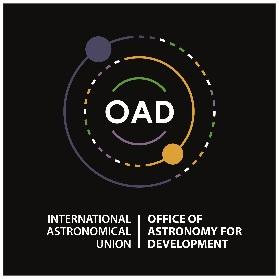 OAD
INTERNATIONAL
ASTRONOMICAL
UNION
OFFICE OF
ASTRONOMY FOR
DEVELOPMENT